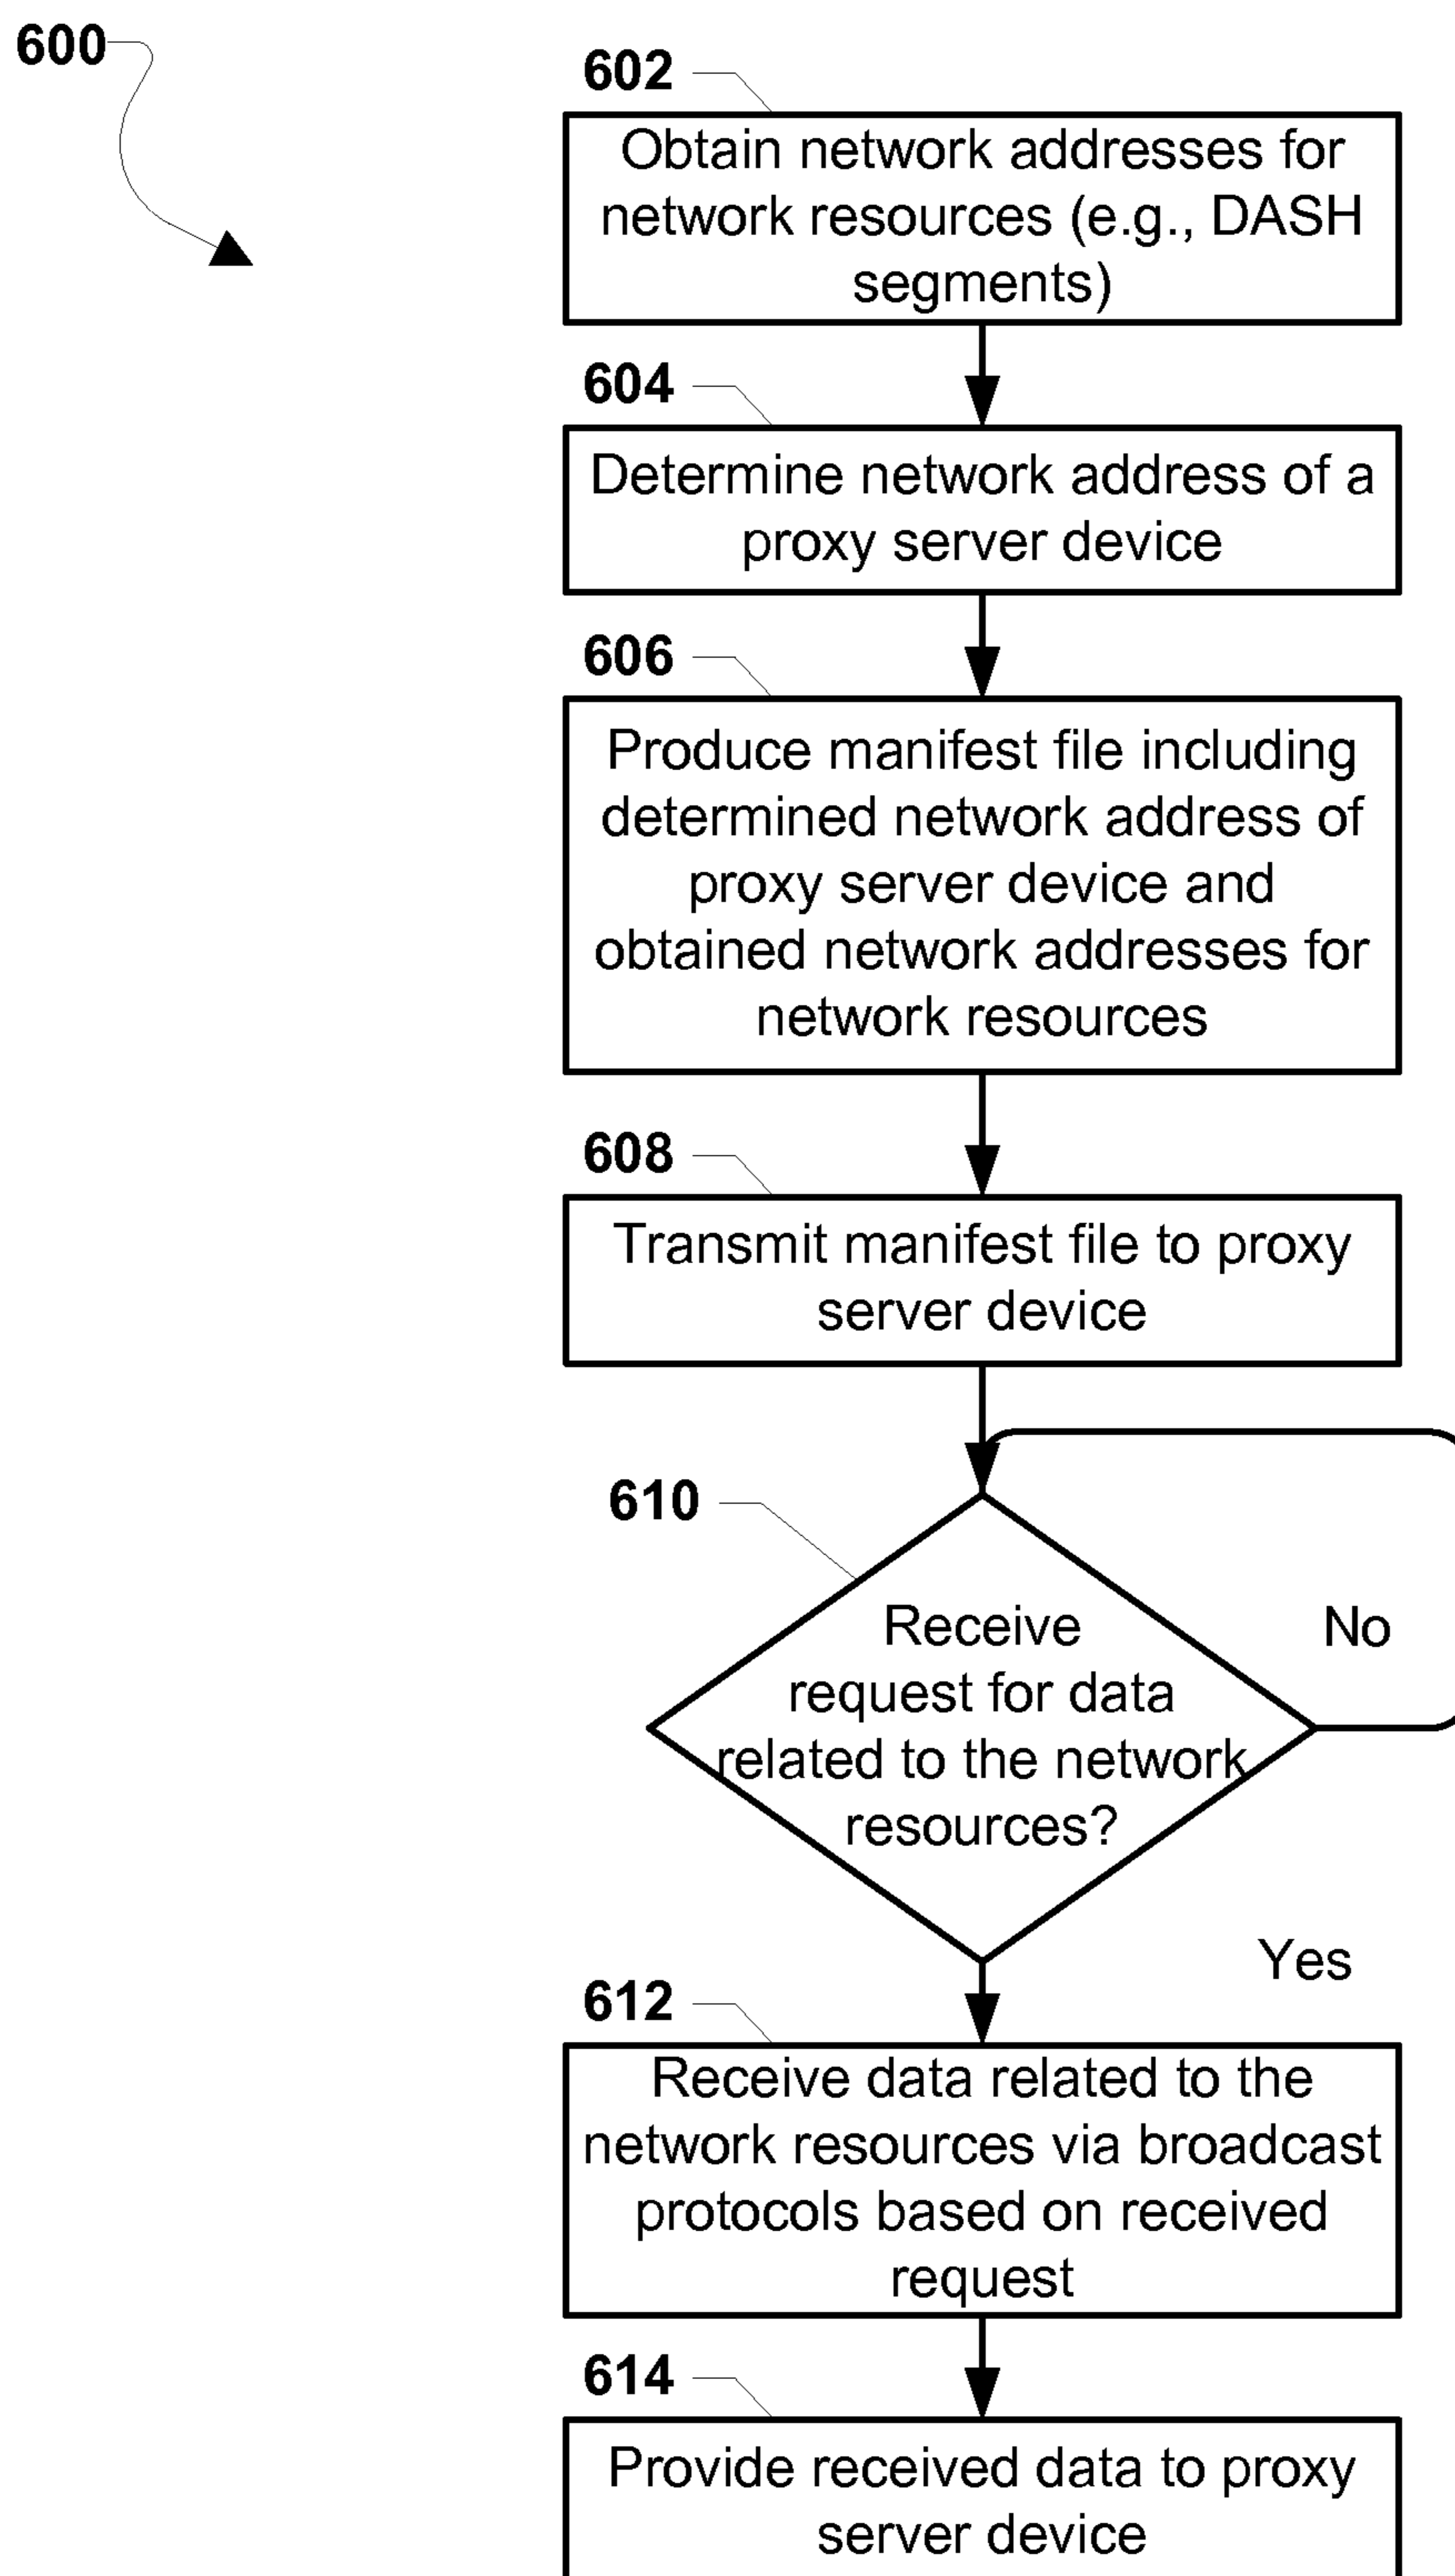 600
602
Obtain network addresses for
network resources (e.g., DASH
segments)
604
Determine network address of a
proxy server device
606
Produce manifest file including
determined network address of
proxy server device and
obtained network addresses for
network resources
608
Transmit manifest file to proxy
server device
610
Receive
request for data
related to the network
resources?
No
Yes
612
Receive data related to the
network resources via broadcast
protocols based on received
request
614
Provide received data to proxy
server device